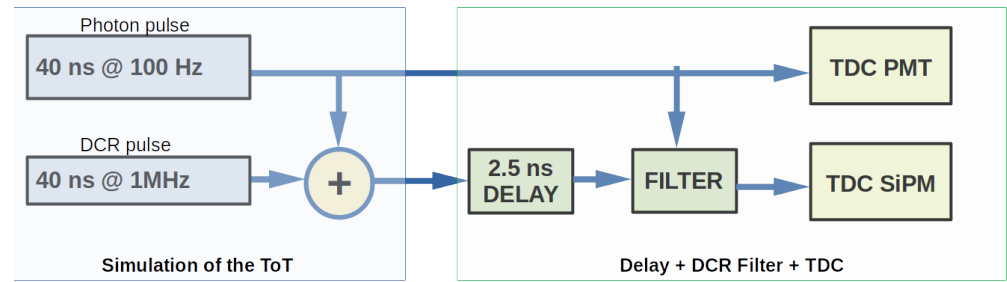 Photon pulse
40 ns @ 100 Hz
TDC PMT
DCR pulse
40 ns @ 1MHz
+
2.5 ns
DELAY
FILTER
TDC SiPM
Simulation of the ToT
Delay + DCR Filter + TDC